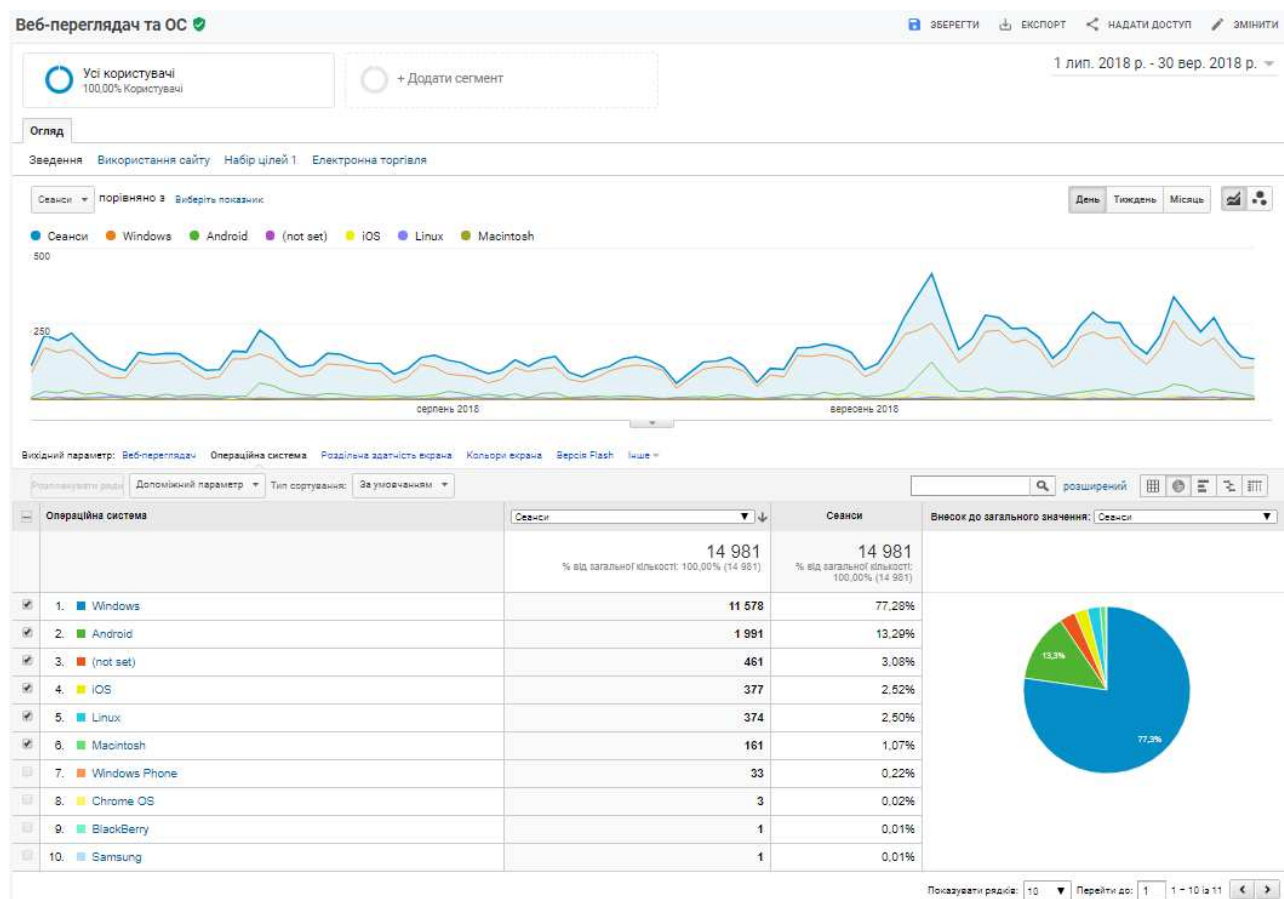 Веб-переглядач та ОС
ЗБЕРЕГТИ ЕКСПОРТ НАДАТИ ДОСТУП ЗМІНИТИ
Усі користувачі
100,00% Користувачі
+ Додати сегмент
1 лип. 2018 р. - 30 вер. 2018 р.
Огляд
Зведення Використання сайту Набір цілей 1 Електронна торгівля
Сеанси порівняно з Виберіть показник
День Тиждень Місяць
Сеанси Windows Android (not set) iOS Linux Macintosh
500
250
серпень 2018 вересень 2018
Вихідний параметр: Веб-переглядач Операційна система Роздільна здатність екрана Кольори екрана Версія Flash Інше
Допоміжний параметр Тип сортування: За умовчанням розширений
Операційна система Сеанси Сеанси Внесок до загального значення: Сеанси
14 981 14 981
% від загальної кількості: 100,00% (14 981) % від загальної кількості:
100,00% (14 981)
1. Windows 11 578 77,28%
2. Android 1 991 13,29%
3. (not set) 461 3,08%
4. iOS 377 2,52%
5. Linux 374 2,50%
6. Macintosh 161 1,07%
7. Windows Phone 33 0,22%
8. Chrome OS 3 0,02%
9. BlackBerry 1 0,01%
10. Samsung 1 0,01%
13,3%
77,3%
Показувати рядків: 10 Перейти до: 1 1 – 10 із 11